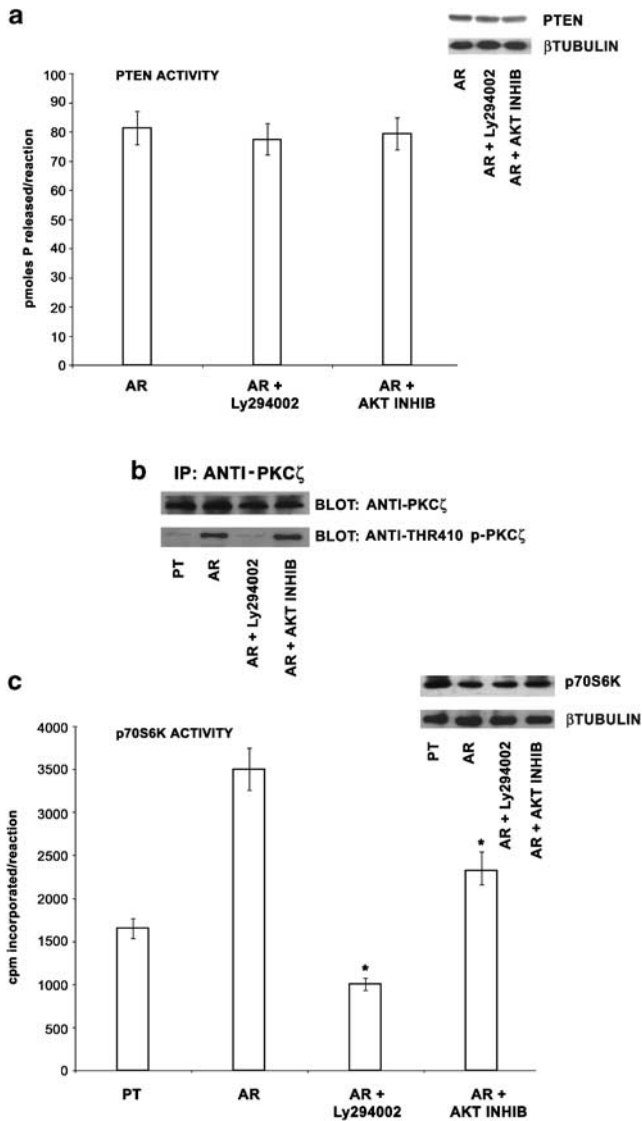 a
PTEN
βTUBULIN
AR
AR + Ly294002
AR + AKT INHIB
PTEN ACTIVITY
pmoles P released/reaction
100
90
80
70
60
50
40
30
20
10
0
AR
AR +
Ly294002
AR +
AKT INHIB
b
IP: ANTI-PKCζ
BLOT: ANTI-PKCζ
BLOT: ANTI-THR410 p-PKCζ
PT
AR
AR + Ly294002
AR + AKT INHIB
c
p70S6K
βTUBULIN
PT
AR
AR + Ly294002
AR + AKT INHIB
p70S6K ACTIVITY
cpm incorporated/reaction
4000
3500
3000
2500
2000
1500
1000
500
0
*
*
PT
AR
AR +
Ly294002
AR +
AKT INHIB